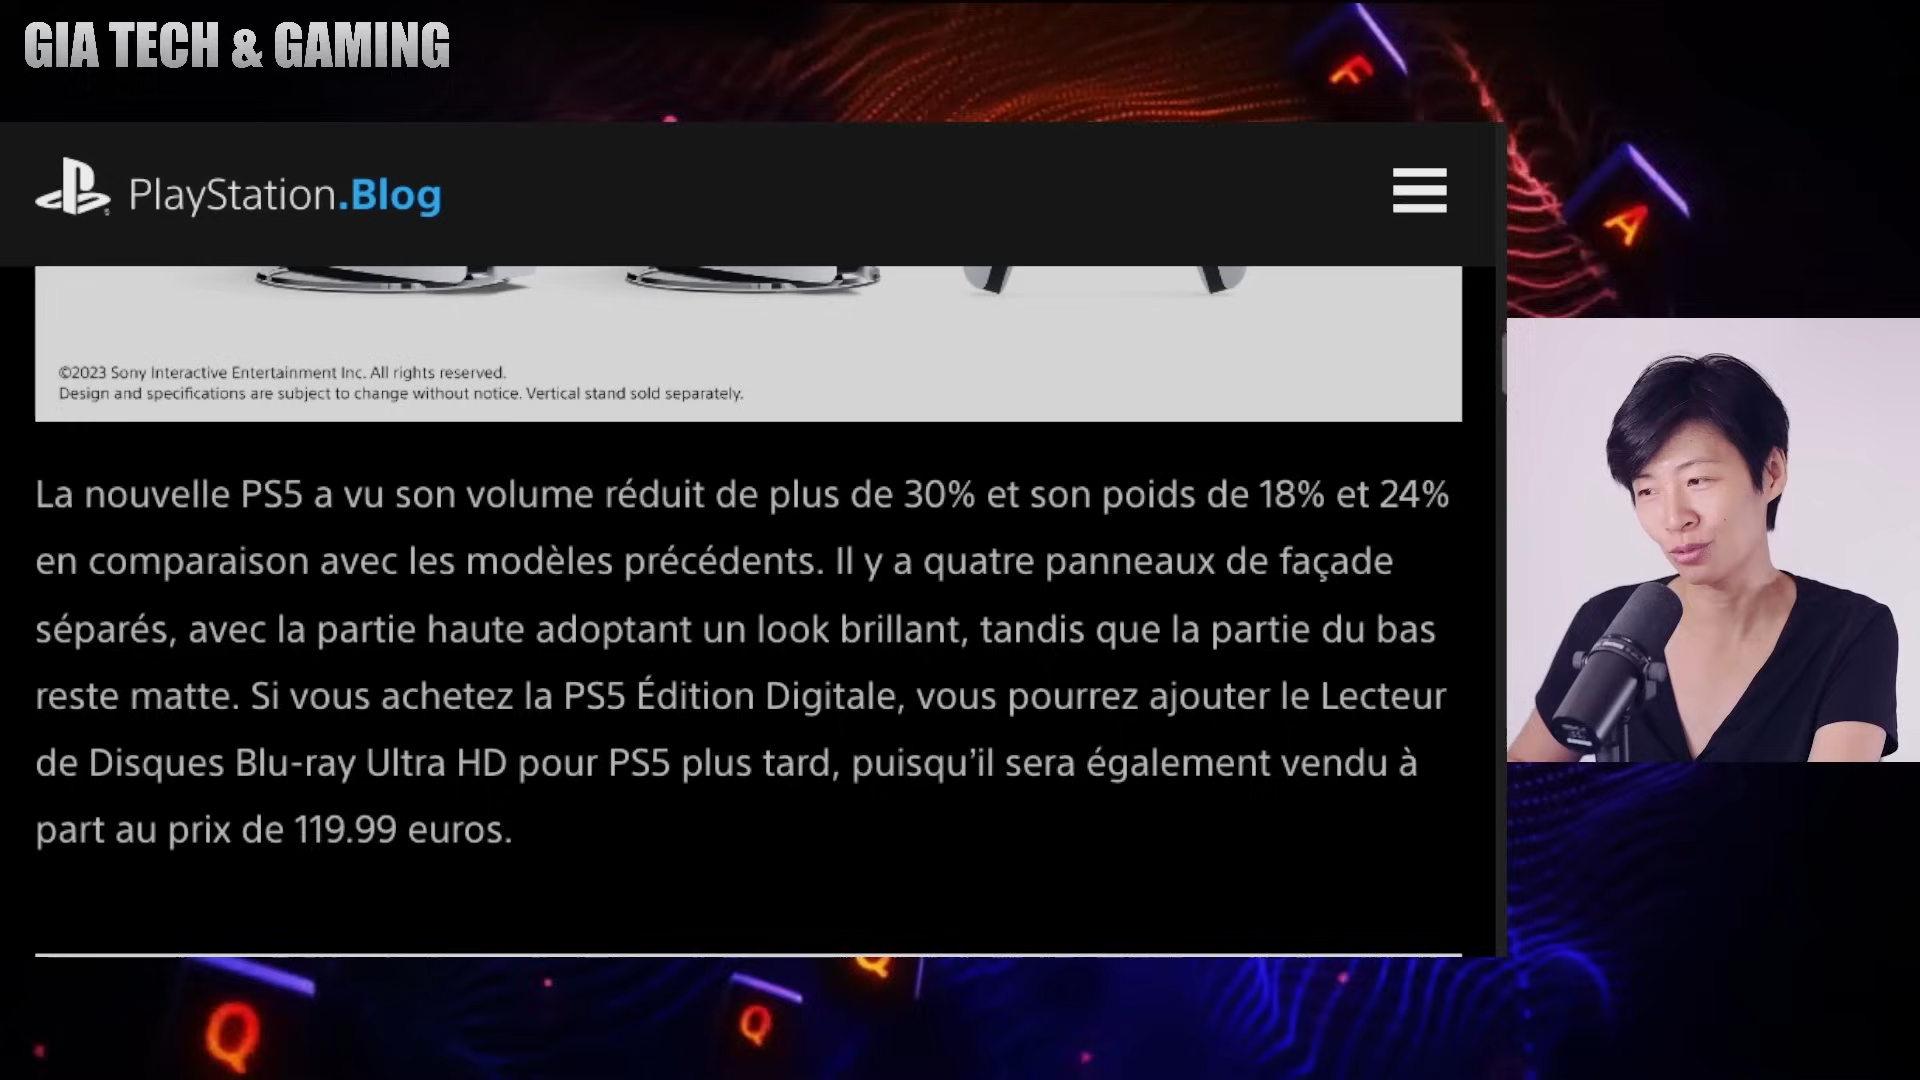 GIA TECH & GAMING
F
A
PlayStation.Blog
©2023 Sony Interactive Entertainment Inc. All rights reserved.
Design and specifications are subject to change without notice. Vertical stand sold separately.
La nouvelle PS5 a vu son volume réduit de plus de 30% et son poids de 18% et 24%
en comparaison avec les modèles précédents. Il y a quatre panneaux de façade
séparés, avec la partie haute adoptant un look brillant, tandis que la partie du bas
reste matte. Si vous achetez la PS5 Édition Digitale, vous pourrez ajouter le Lecteur
de Disques Blu-ray Ultra HD pour PS5 plus tard, puisqu’il sera également vendu à
part au prix de 119.99 euros.
Q
Q